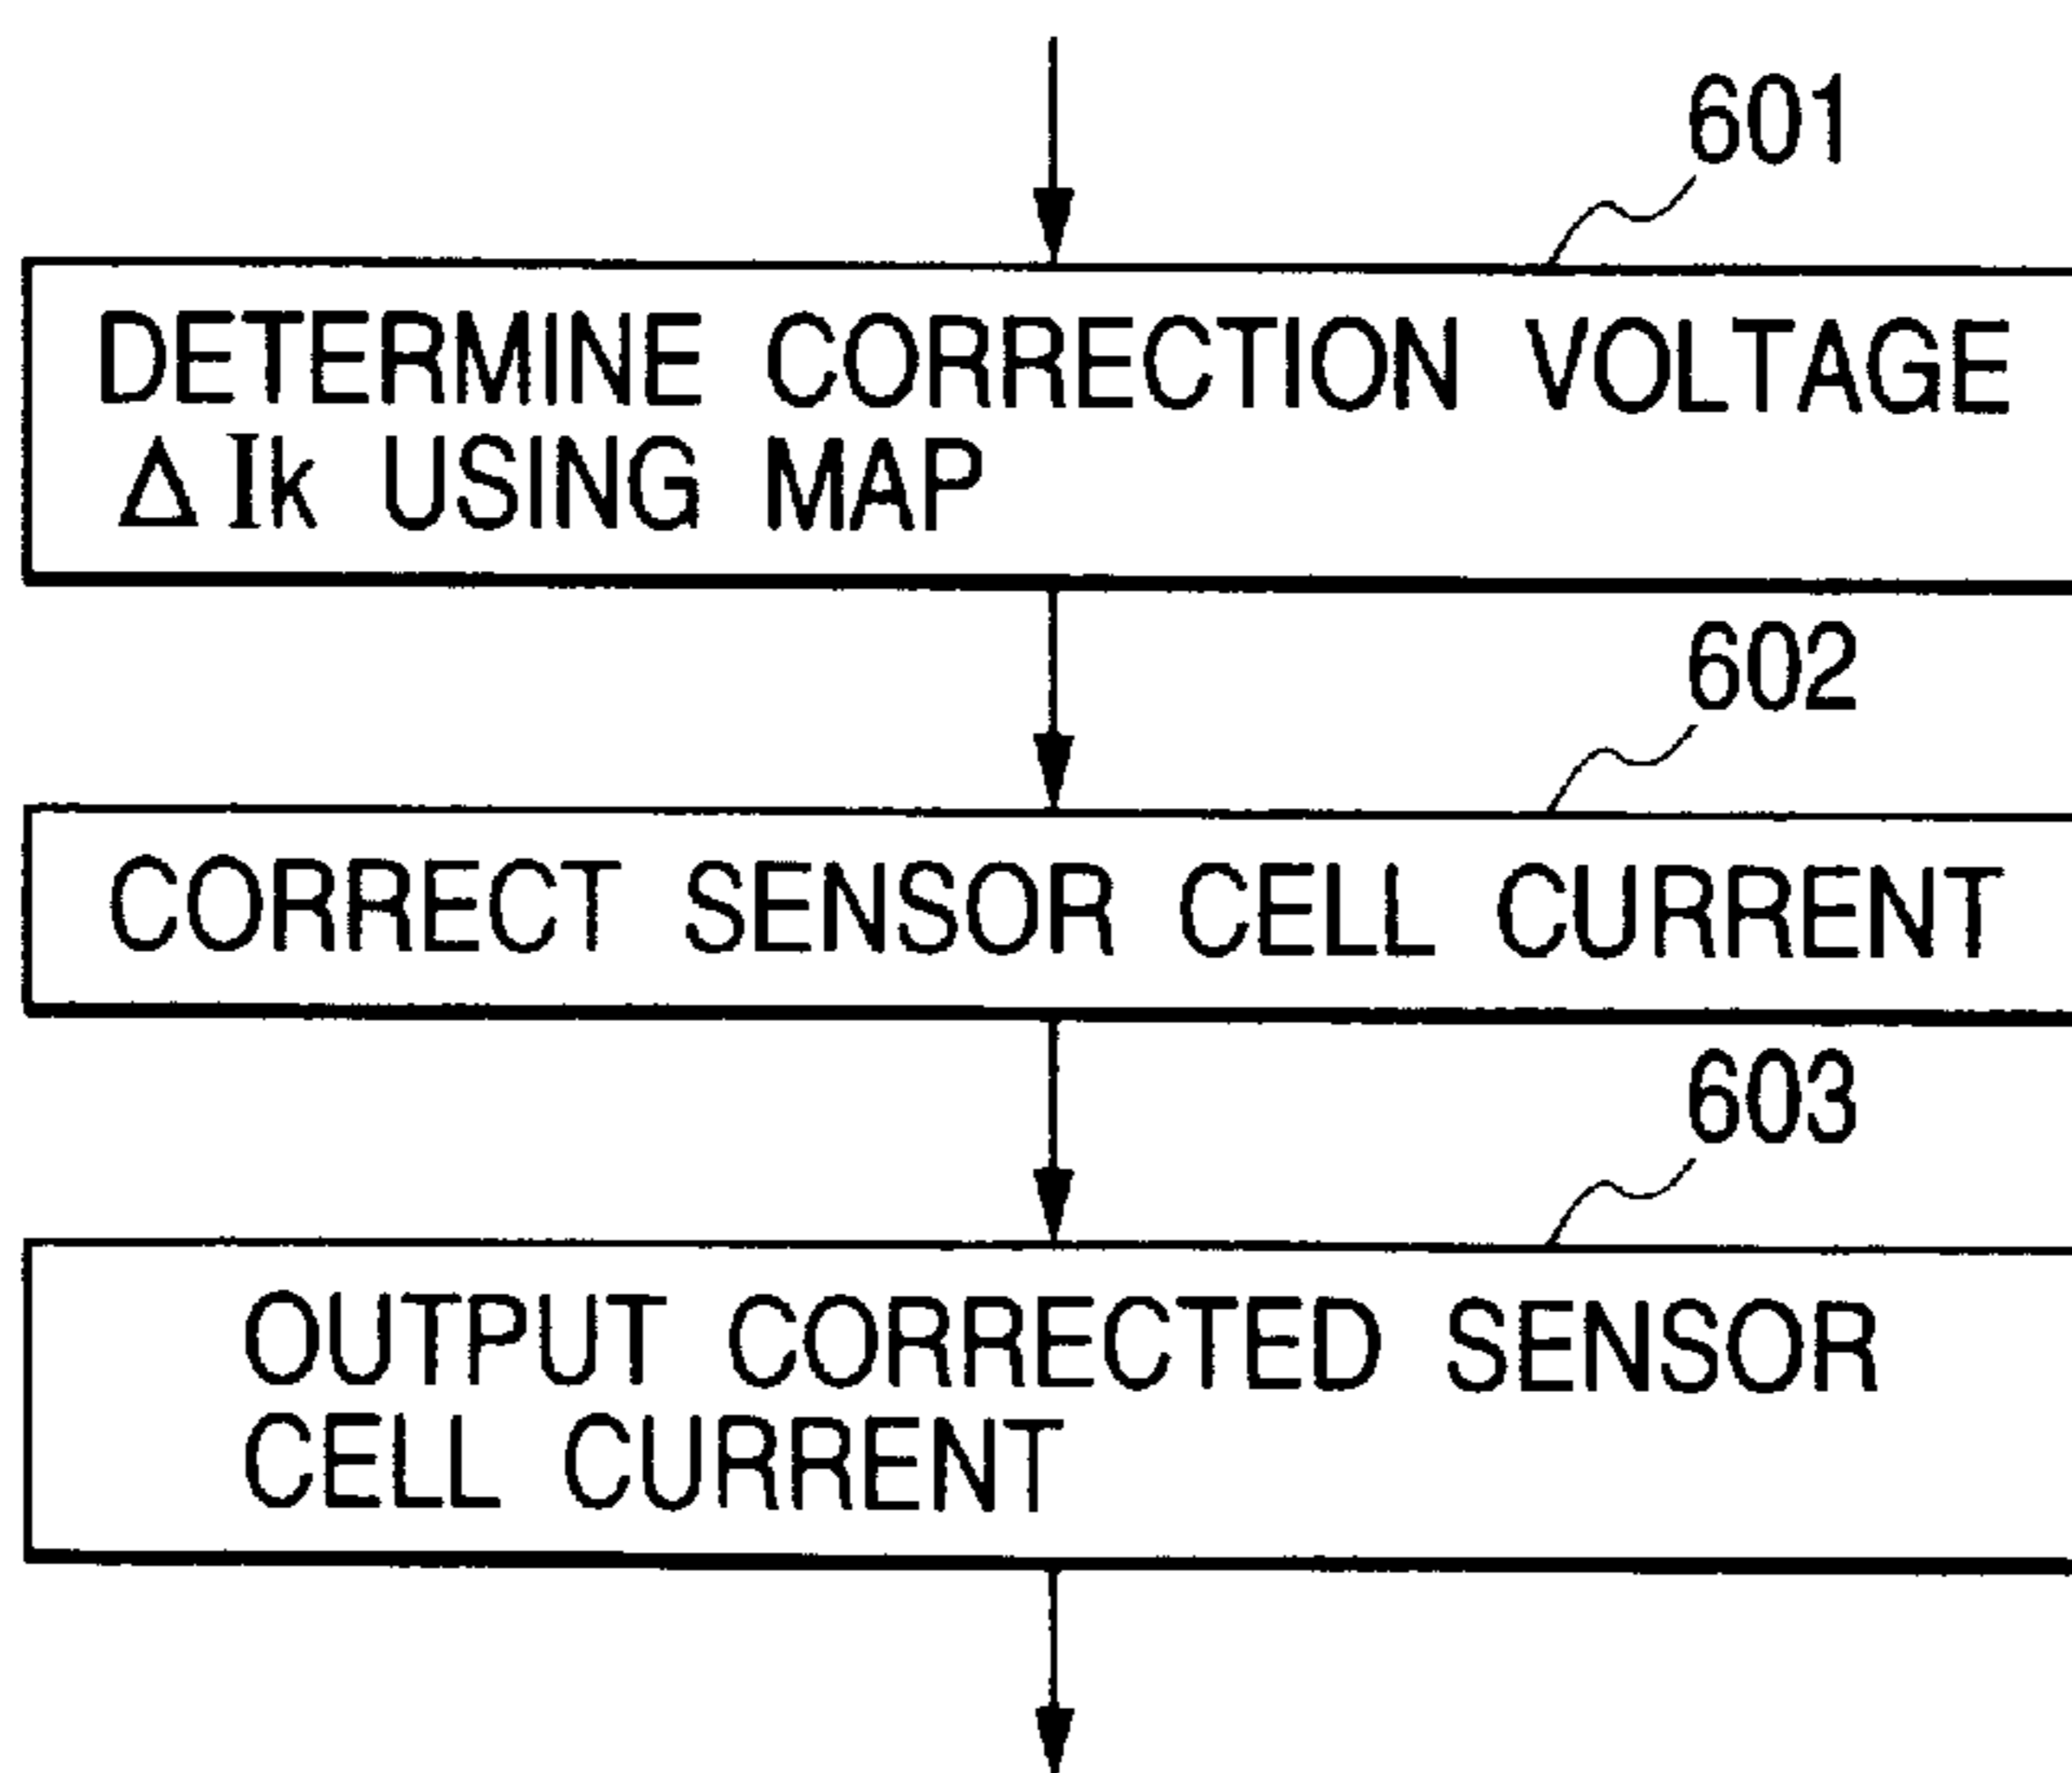 601
DETERMINE CORRECTION VOLTAGE
ΔIk USING MAP
602
CORRECT SENSOR CELL CURRENT
603
OUTPUT CORRECTED SENSOR
CELL CURRENT